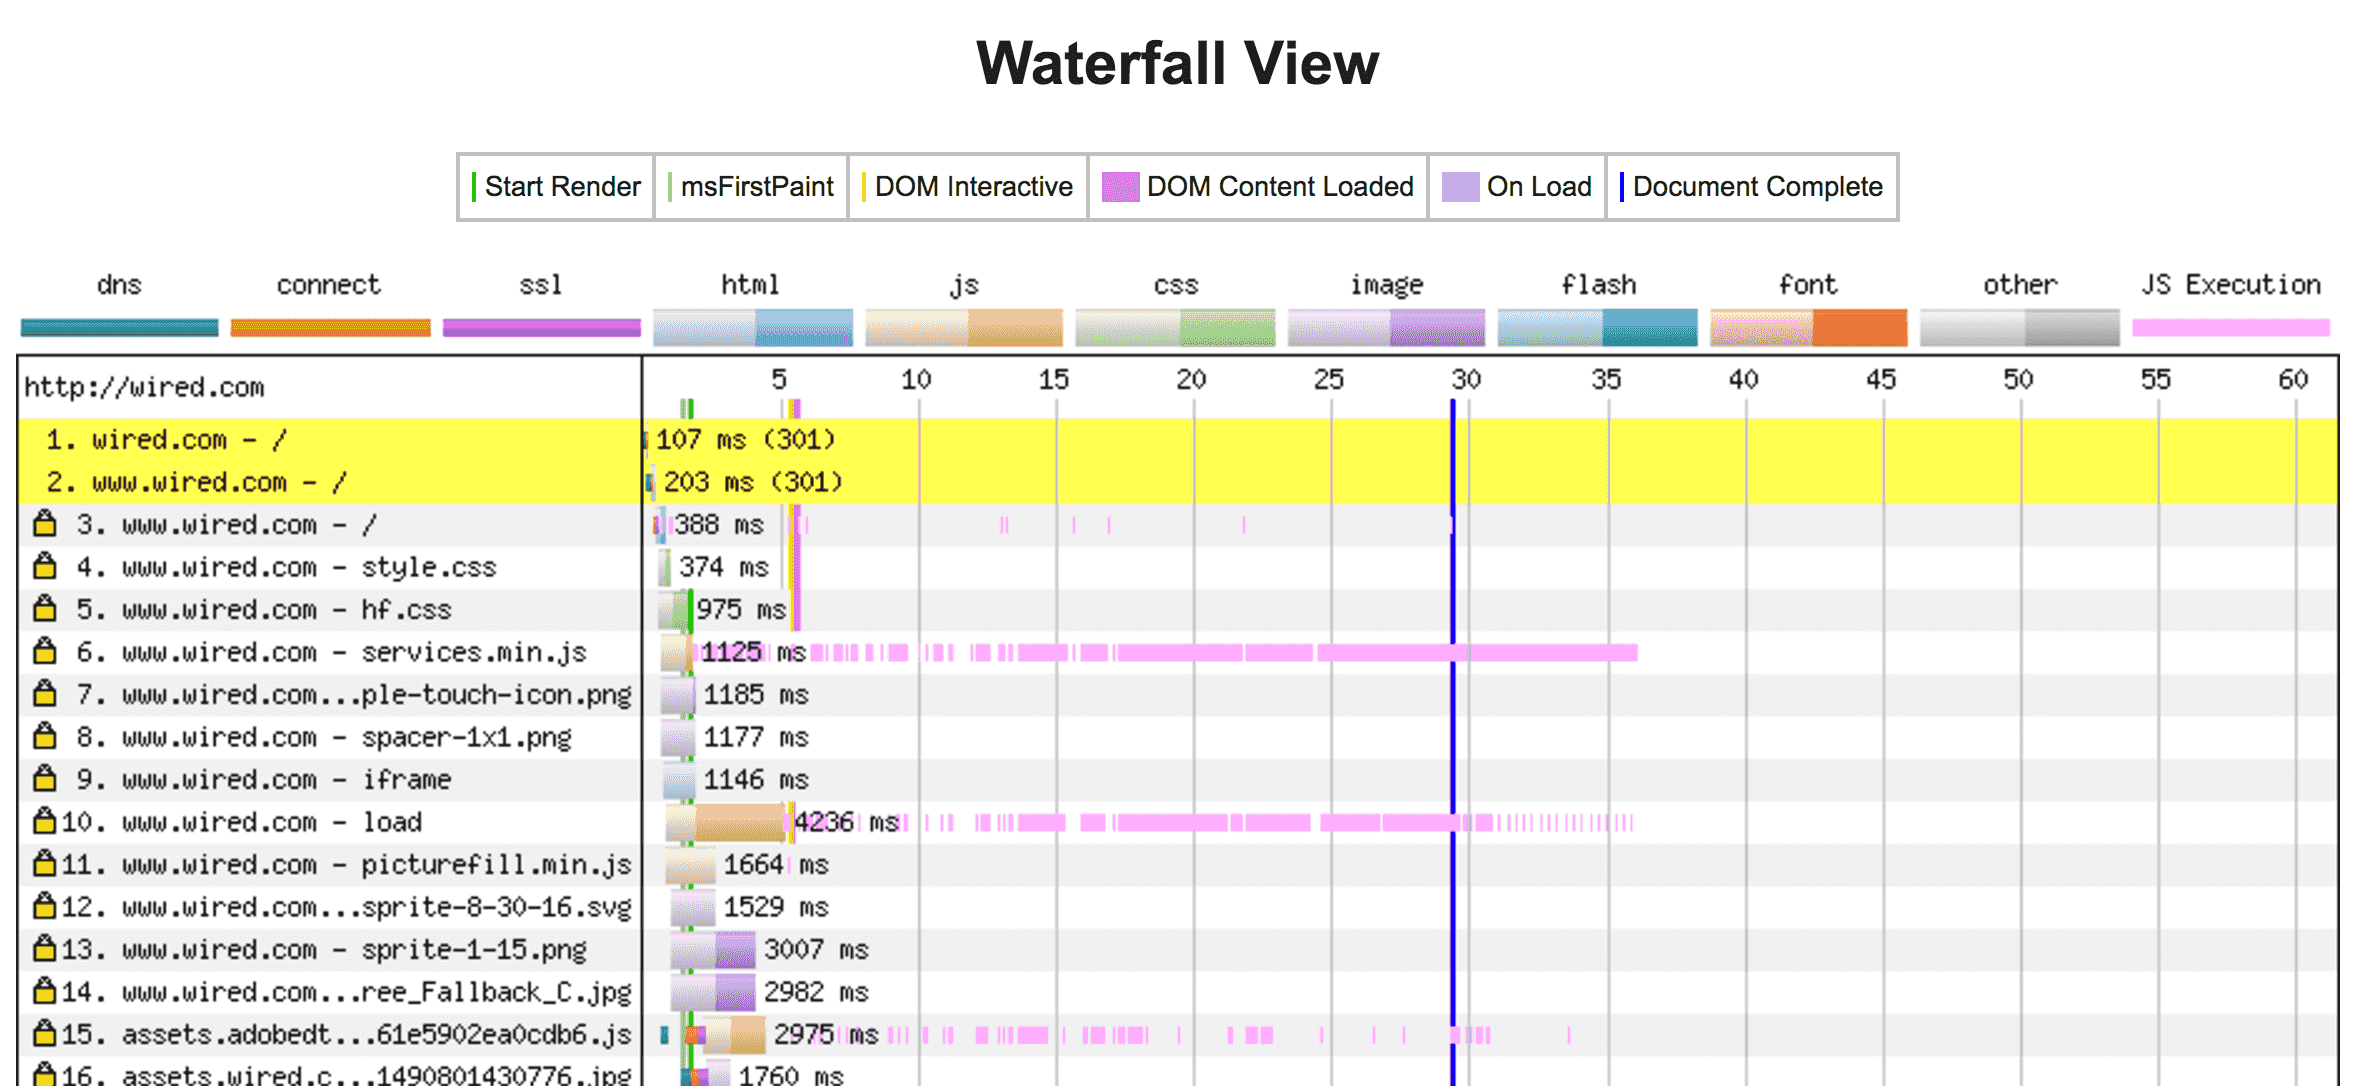 Waterfall View
Start Render msFirstPaint DOM Interactive DOM Content Loaded On Load Document Complete
dns connect ssl html js css image flash font other JS Execution
http://wired.com 5 10 15 20 25 30 35 40 45 50 55 60
1. wired.com - / 107 ms (301)
2. www.wired.com - / 203 ms (301)
3. www.wired.com - / 388 ms
4. www.wired.com - style.css 374 ms
5. www.wired.com - hf.css 975 ms
6. www.wired.com - services.min.js 1125 ms
7. www.wired.com...ple-touch-icon.png 1185 ms
8. www.wired.com - spacer-1x1.png 1177 ms
9. www.wired.com - iframe 1146 ms
10. www.wired.com - load 4236 ms
11. www.wired.com - picturefill.min.js 1664 ms
12. www.wired.com...sprite-8-30-16.svg 1529 ms
13. www.wired.com - sprite-1-15.png 3007 ms
14. www.wired.com...ree_Fallback_C.jpg 2982 ms
15. assets.adobedt...61e5902ea0cdb6.js 2975 ms
16. assets.wired.c...1490801430776.jpg 1760 ms